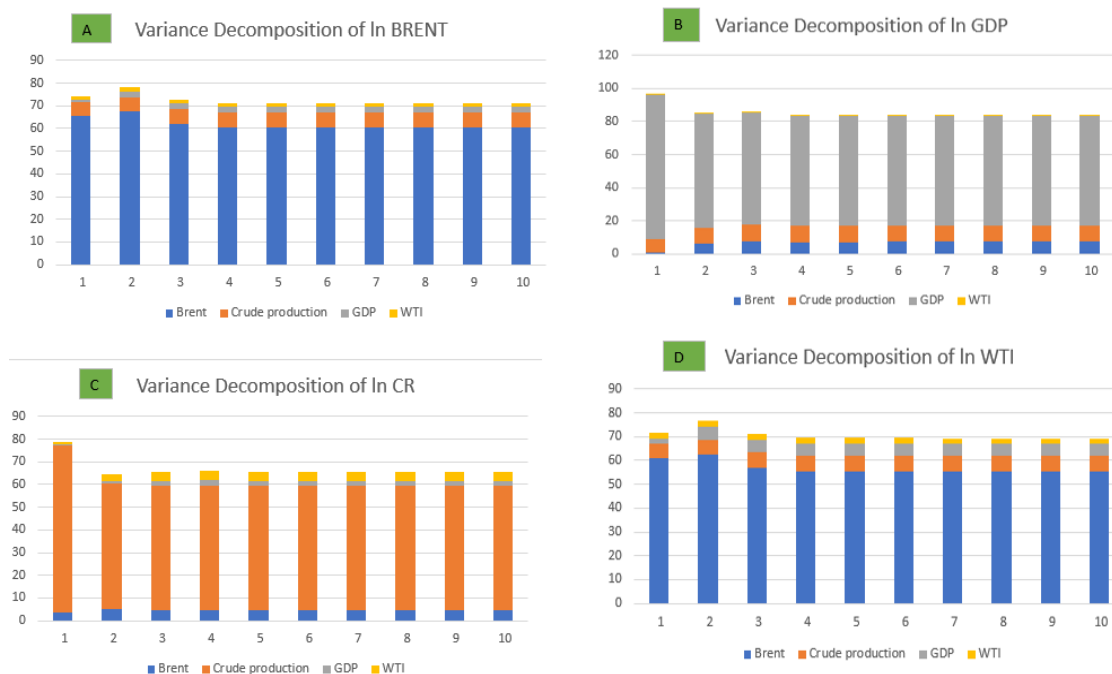 A
Variance Decomposition of ln BRENT
90
80
70
60
50
40
30
20
10
0
1 2 3 4 5 6 7 8 9 10
Brent Crude production GDP WTI
B
Variance Decomposition of ln GDP
120
100
80
60
40
20
0
1 2 3 4 5 6 7 8 9 10
Brent Crude production GDP WTI
C
Variance Decomposition of ln CR
90
80
70
60
50
40
30
20
10
0
1 2 3 4 5 6 7 8 9 10
Brent Crude production GDP WTI
D
Variance Decomposition of ln WTI
90
80
70
60
50
40
30
20
10
0
1 2 3 4 5 6 7 8 9 10
Brent Crude production GDP WTI